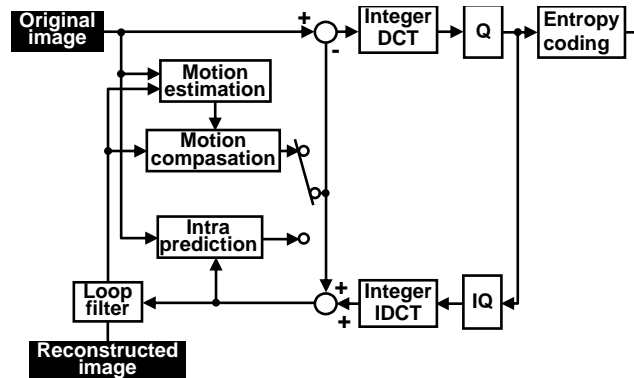 Original
image
+
-
Integer
DCT
Q
Entropy
coding
Motion
estimation
Motion
compasation
Intra
prediction
Loop
filter
+
+
Integer
IDCT
IQ
Reconstructed
image